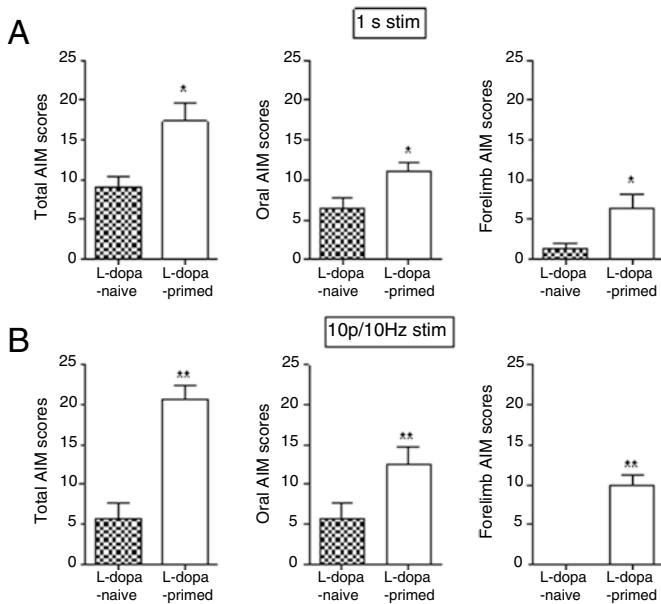 A
1 s stim
Total AIM scores
25
20
15
10
5
0
*
*
L-dopa L-dopa
-naive -primed
Oral AIM scores
25
20
15
10
5
0
*
L-dopa L-dopa
-naive -primed
Forelimb AIM scores
25
20
15
10
5
0
*
L-dopa L-dopa
-naive -primed
B
10p/10Hz stim
Total AIM scores
25
20
15
10
5
0
**
L-dopa L-dopa
-naive -primed
Oral AIM scores
25
20
15
10
5
0
**
L-dopa L-dopa
-naive -primed
Forelimb AIM scores
25
20
15
10
5
0
**
L-dopa L-dopa
-naive -primed